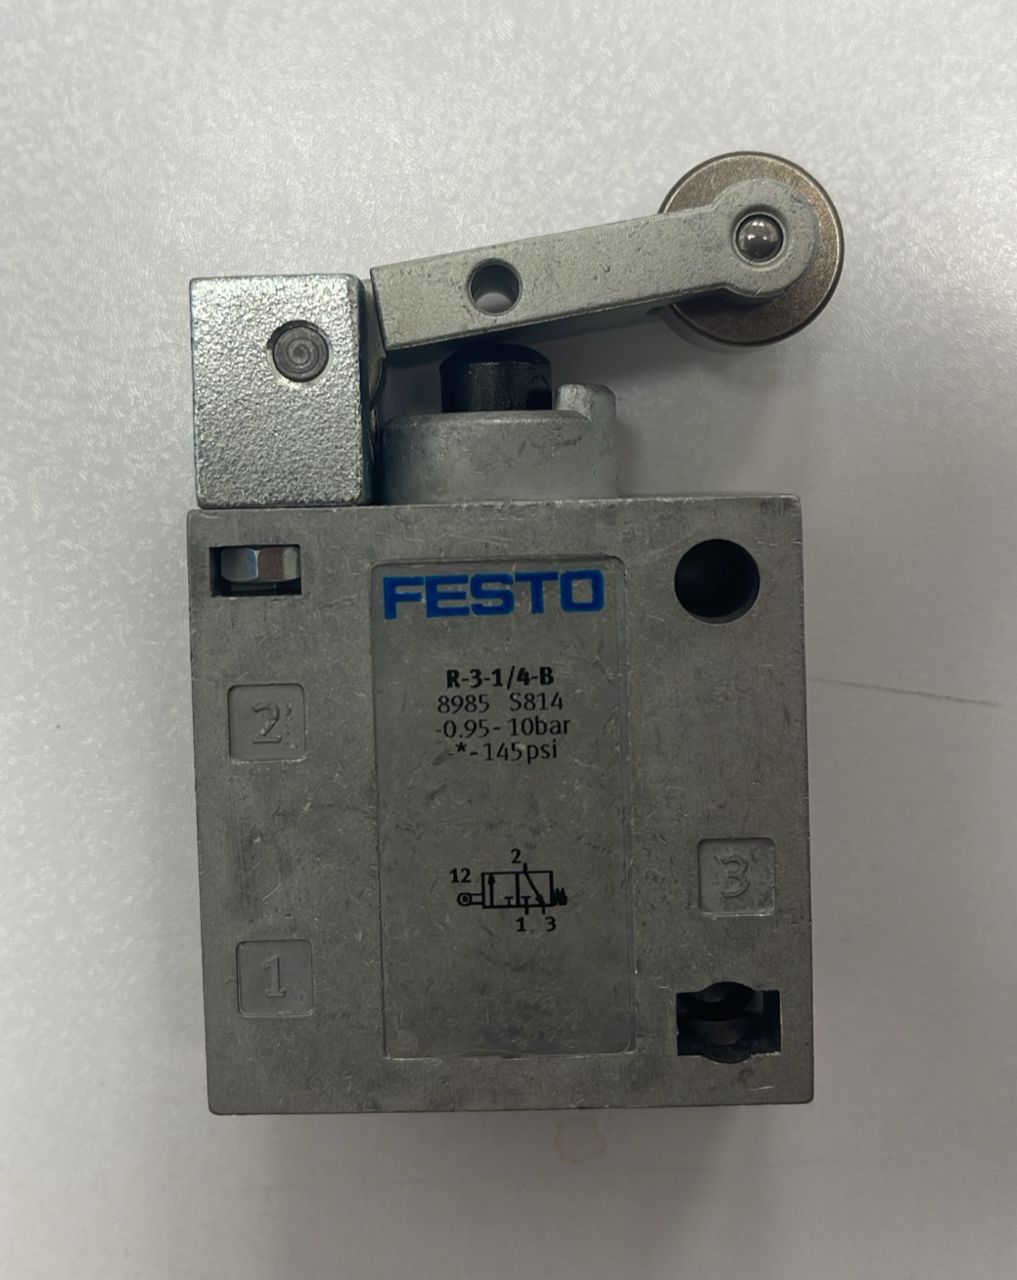 FESTO
R-3-1/4-B
8985 S814
-0.95-10bar
-*-145psi
2
3
1
2
12
1 3